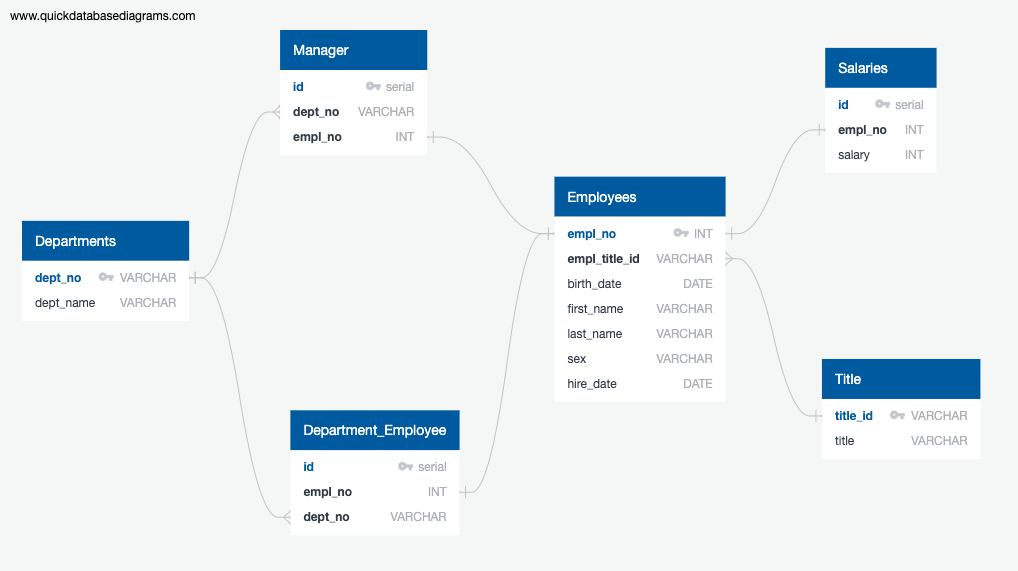 www.quickdatabasediagrams.com
Manager
id serial
dept_no VARCHAR
empl_no INT
Salaries
id serial
empl_no INT
salary INT
Employees
empl_no INT
empl_title_id VARCHAR
birth_date DATE
first_name VARCHAR
last_name VARCHAR
sex VARCHAR
hire_date DATE
Departments
dept_no VARCHAR
dept_name VARCHAR
Title
title_id VARCHAR
title VARCHAR
Department_Employee
id serial
empl_no INT
dept_no VARCHAR